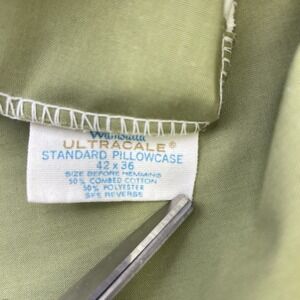 Wamsutta
ULTRACALE®
STANDARD PILLOWCASE
42 x 36
SIZE BEFORE HEMMING
50% COMBED COTTON
50% POLYESTER
SEE REVERSE